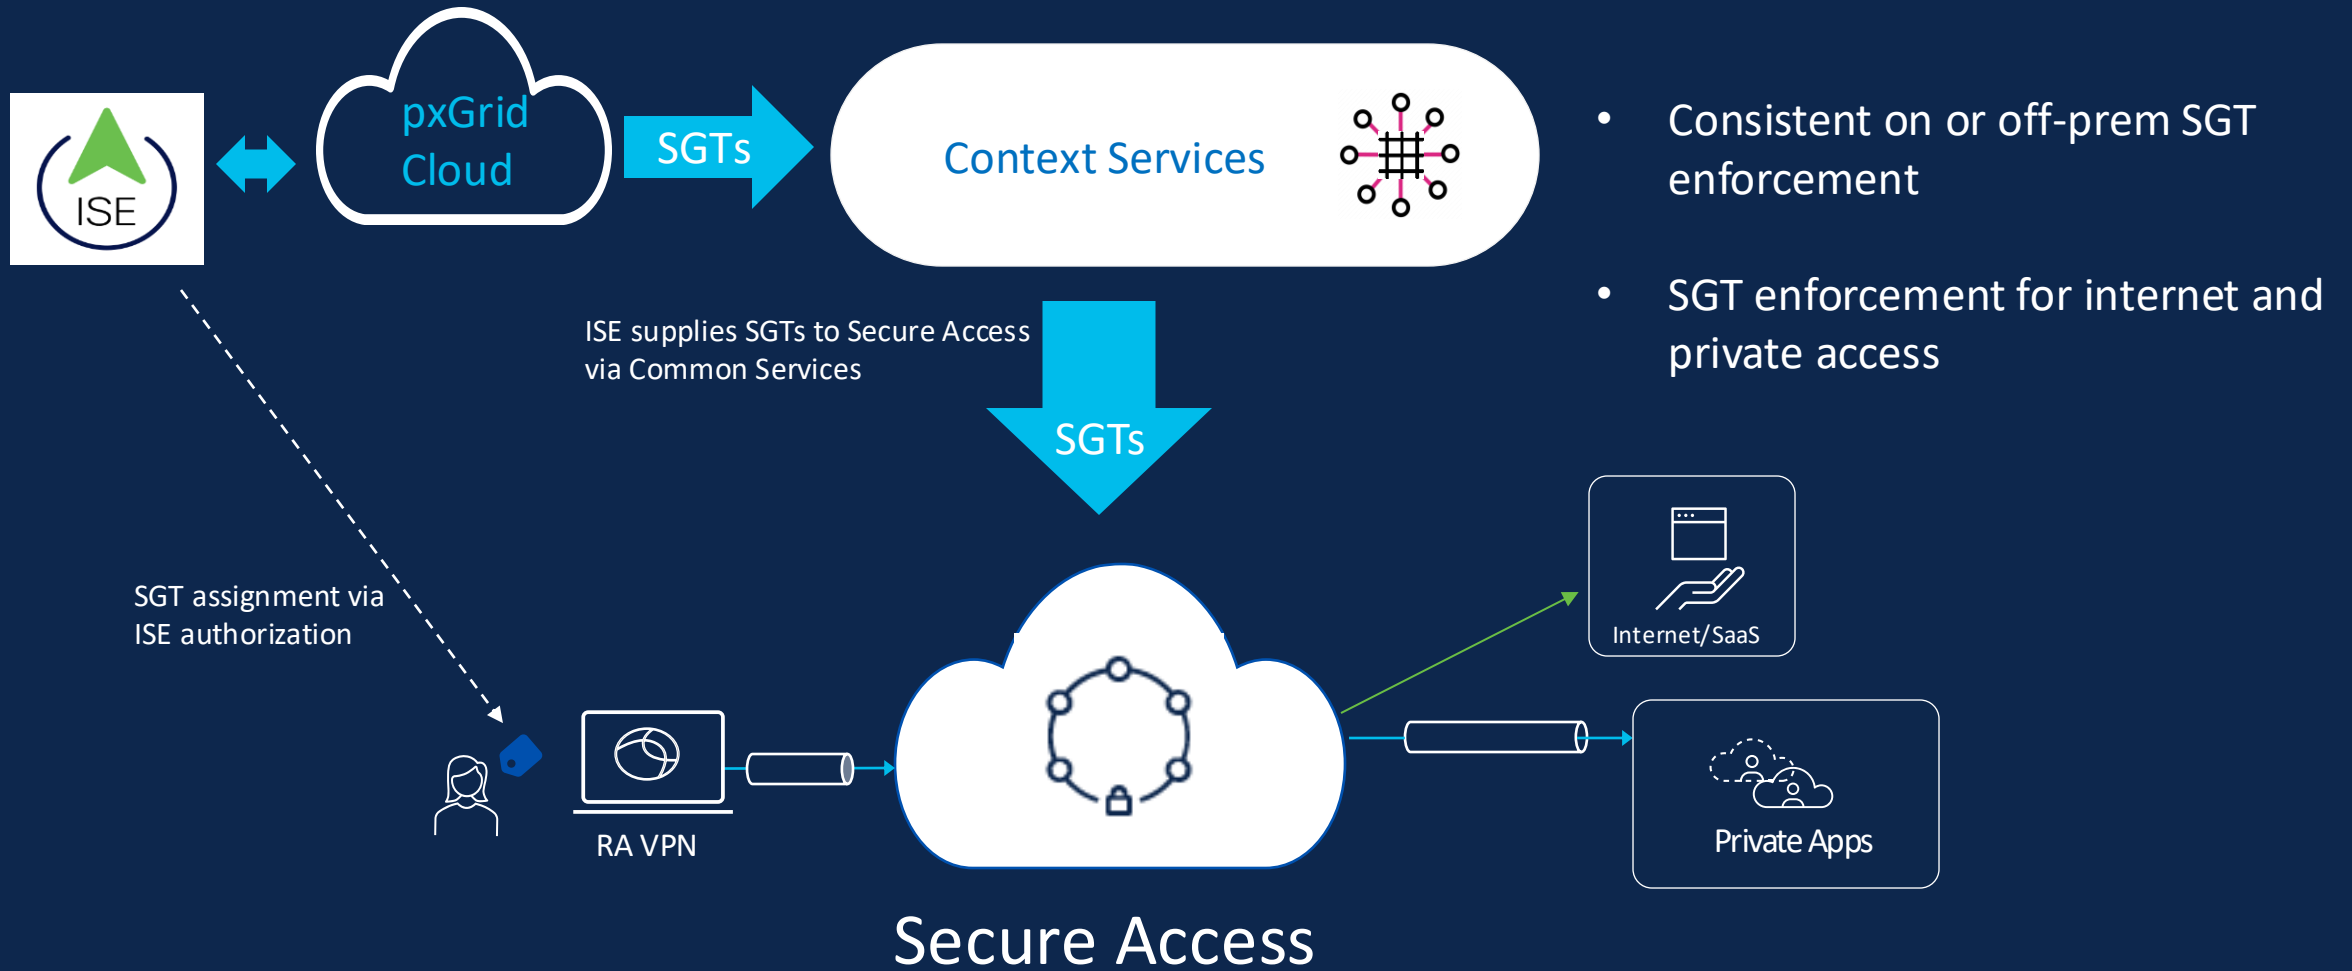 ISE
pxGrid
Cloud
SGTs
Context Services
• Consistent on or off-prem SGT
enforcement
• SGT enforcement for internet and
private access
ISE supplies SGTs to Secure Access
via Common Services
SGTs
SGT assignment via
ISE authorization
Internet/SaaS
RA VPN
Private Apps
Secure Access